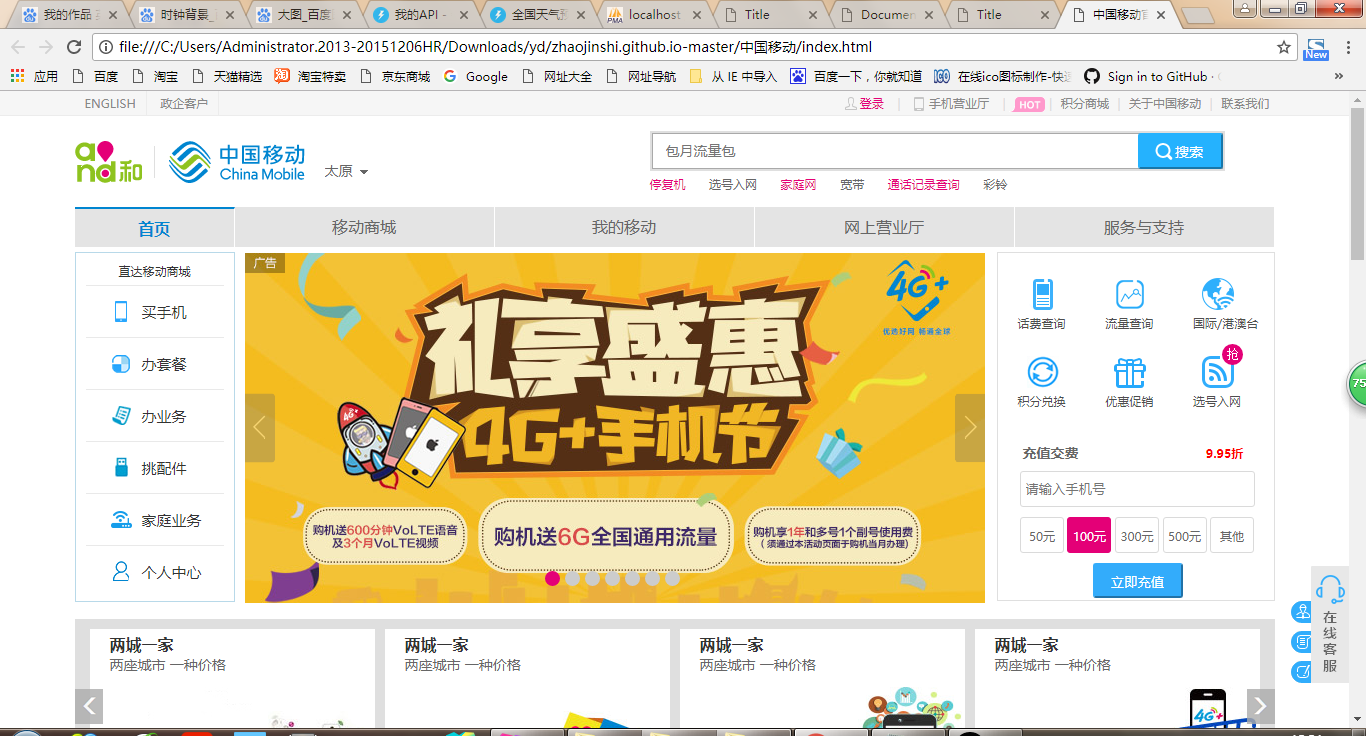 我的作品
时钟背景_
大图_百度
我的API -
全国天气预
localhost
Title
Documen
Title
中国移动官
file:///C:/Users/Administrator.2013-20151206HR/Downloads/yd/zhaojinshi.github.io-master/中国移动/index.html
New
应用 百度 淘宝 天猫精选 淘宝特卖 京东商城 Google 网址大全 网址导航 从 IE 中导入 百度一下，你就知道 在线ico图标制作-快速 Sign in to GitHub ·
ENGLISH 政企客户 登录 手机营业厅 HOT 积分商城 关于中国移动 联系我们
and和 中国移动
China Mobile
太原
包月流量包 搜索
停复机 选号入网 家庭网 宽带 通话记录查询 彩铃
首页 移动商城 我的移动 网上营业厅 服务与支持
直达移动商城
买手机
办套餐
办业务
挑配件
家庭业务
个人中心
广告
4G+
优选好网 畅通全球
礼享盛惠
4G+手机节
4G+
购机送600分钟VoLTE语音
及3个月VoLTE视频
购机送6G全国通用流量
购机享1年和多号1个副号使用费
（须通过本活动页面于购机当月办理）
话费查询 流量查询 国际/港澳台
抢
积分兑换 优惠促销 选号入网
充值交费 9.95折
请输入手机号
50元 100元 300元 500元 其他
立即充值
75
在线客服
两城一家
两座城市 一种价格
两城一家
两座城市 一种价格
两城一家
两座城市 一种价格
两城一家
两座城市 一种价格
4G+